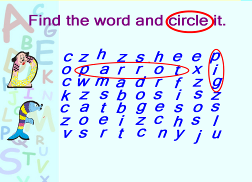 Find the word and circle it.
c z h z s h e e p
o p a r r o t x i
c w m a d r f z g
k z s b o s i s z
c a t b g e s o s
z o e i z c h s l
v s r t c n y j u